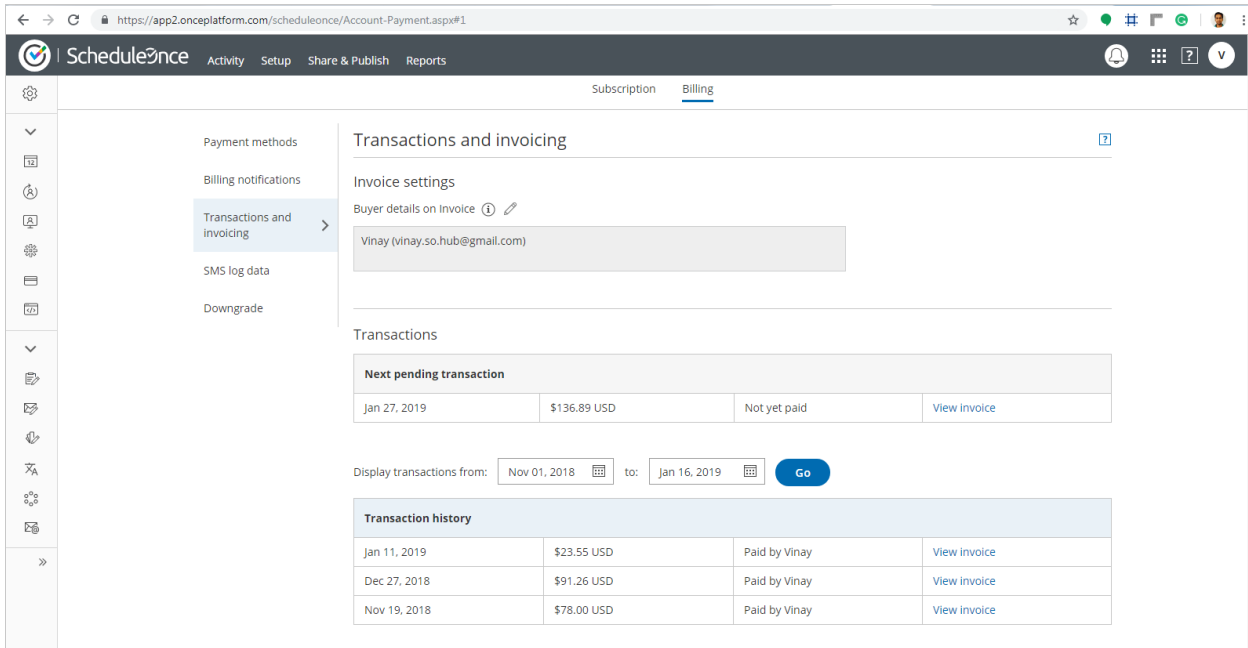 https://app2.onceplatform.com/scheduleonce/Account-Payment.aspx#1
ScheduleOnce Activity Setup Share & Publish Reports ? V
Subscription Billing
Payment methods
Billing notifications
Transactions and
invoicing
SMS log data
Downgrade
Transactions and invoicing ?
Invoice settings
Buyer details on Invoice
Vinay (vinay.so.hub@gmail.com)
Transactions
Next pending transaction
Jan 27, 2019 $136.89 USD Not yet paid View invoice
Display transactions from: Nov 01, 2018 to: Jan 16, 2019 Go
Transaction history
Jan 11, 2019 $23.55 USD Paid by Vinay View invoice
Dec 27, 2018 $91.26 USD Paid by Vinay View invoice
Nov 19, 2018 $78.00 USD Paid by Vinay View invoice